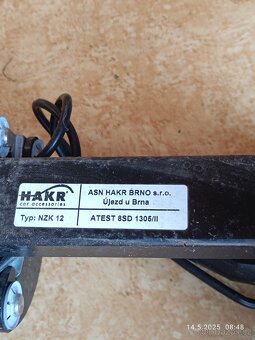 HAKR
car accessories
ASN HAKR BRNO s.r.o.
Újezd u Brna
Typ: NZK 12
ATEST 8SD 1305/II
14.5.2025 08:48